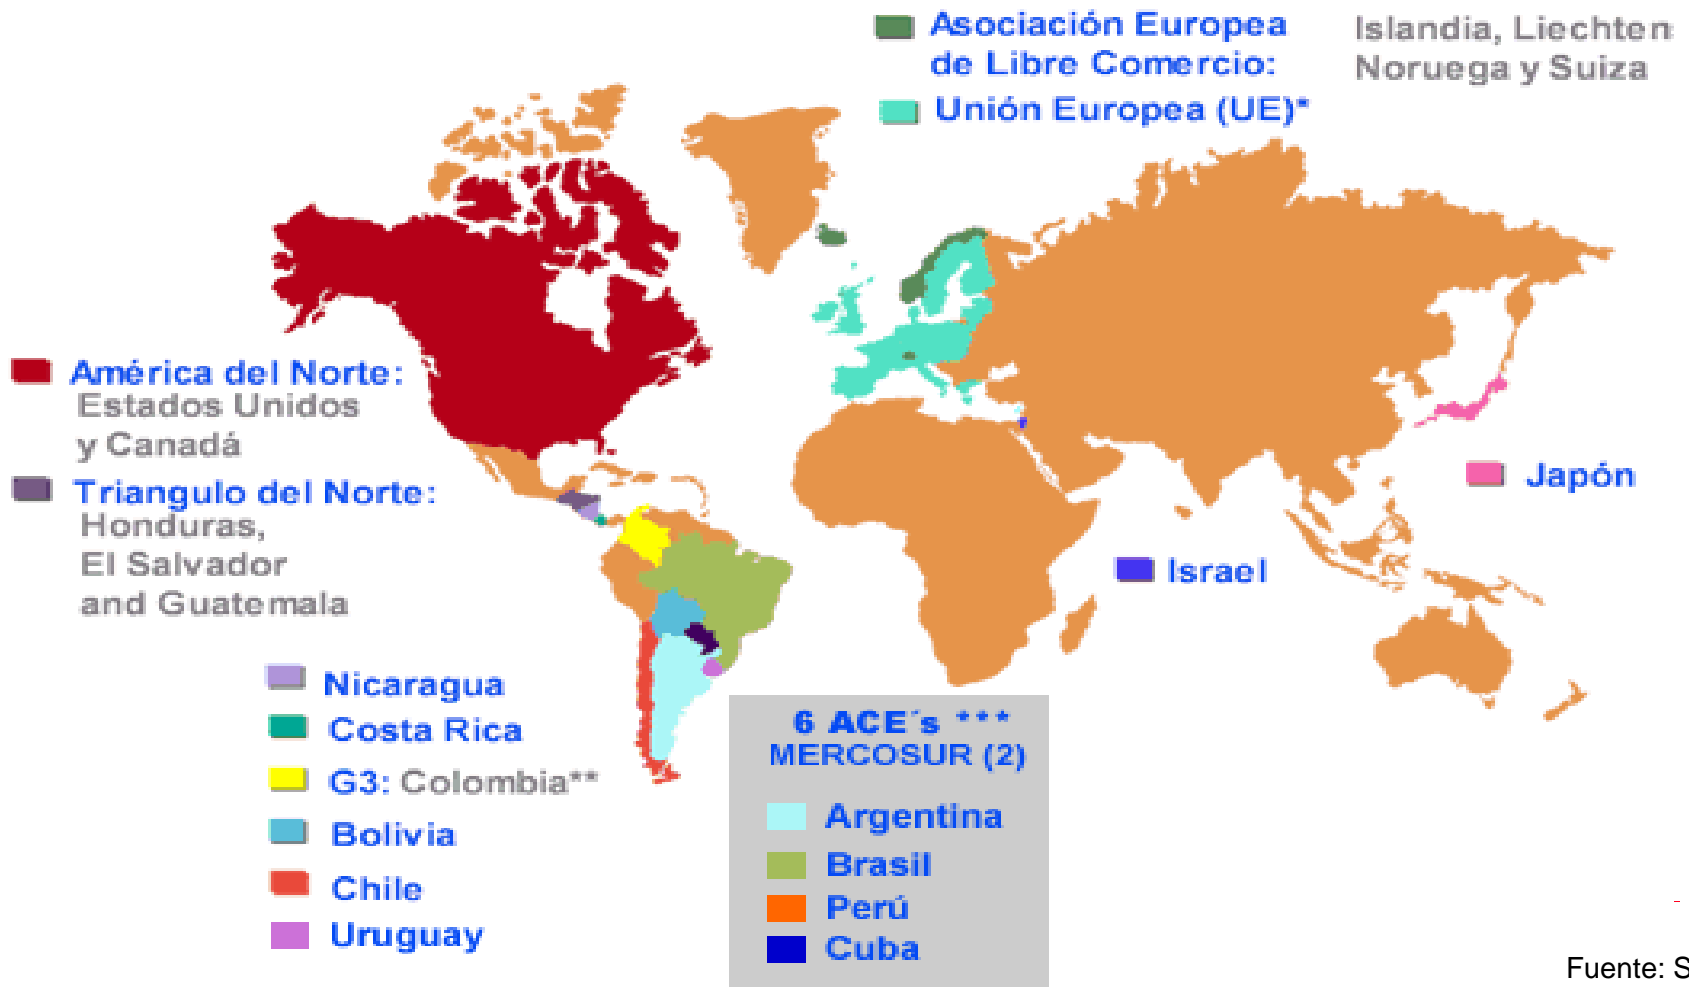 Asociación Europea
de Libre Comercio:
Islandia, Liechten
Noruega y Suiza
Unión Europea (UE)*
América del Norte:
Estados Unidos
y Canadá
Triangulo del Norte:
Honduras,
El Salvador
and Guatemala
Japón
Israel
Nicaragua
Costa Rica
G3: Colombia**
Bolivia
Chile
Uruguay
6 ACE´s ***
MERCOSUR (2)
Argentina
Brasil
Perú
Cuba
Fuente: S